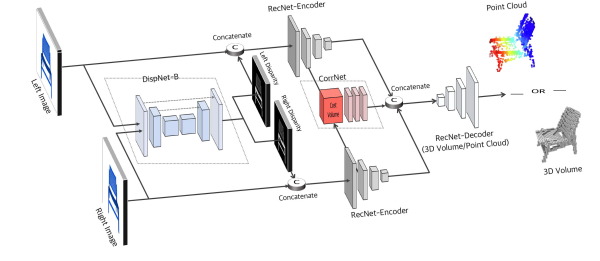 RecNet-Encoder
Point Cloud
Concatenate
C
Left Image
DispNet-B
Left Disparity
CorrNet
Cost
Volume
Concatenate
C
OR
Right Disparity
RecNet-Decoder
(3D Volume/Point Cloud)
3D Volume
C
Concatenate
Right Image
RecNet-Encoder